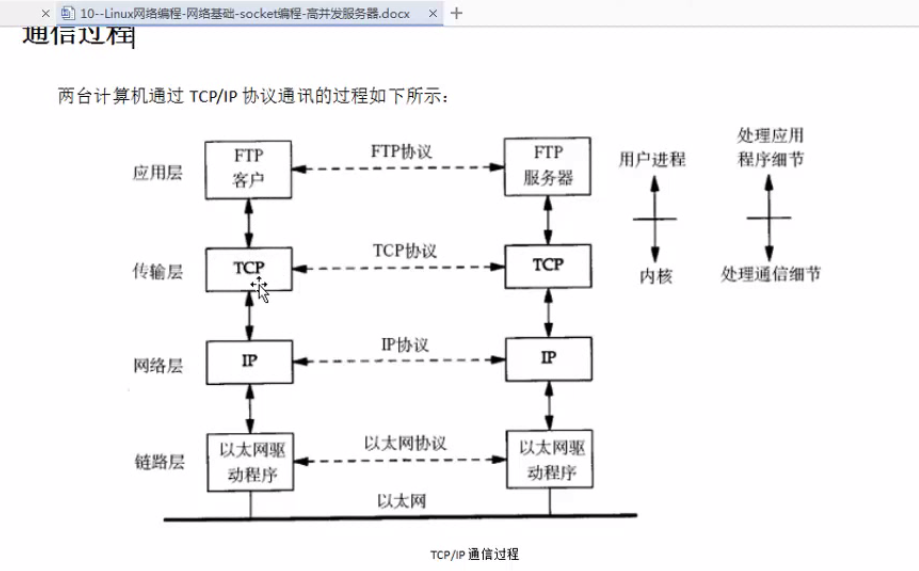 10--Linux网络编程-网络基础-socket编程-高并发服务器.docx
通信过程
两台计算机通过 TCP/IP 协议通讯的过程如下所示：
应用层
FTP
客户
FTP协议
FTP
服务器
用户进程
内核
处理应用
程序细节
处理通信细节
传输层
TCP
TCP协议
TCP
网络层
IP
IP协议
IP
链路层
以太网驱
动程序
以太网协议
以太网驱
动程序
以太网
TCP/IP 通信过程